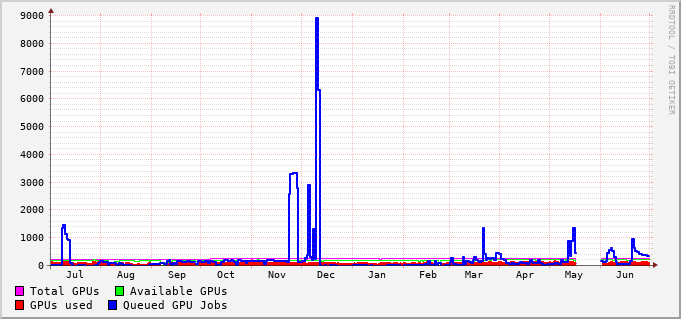 9000
8000
7000
6000
5000
4000
3000
2000
1000
0
Jul Aug Sep Oct Nov Dec Jan Feb Mar Apr May Jun
Total GPUs Available GPUs
GPUs used Queued GPU Jobs
RRDTOOL / TOBI OETIKER